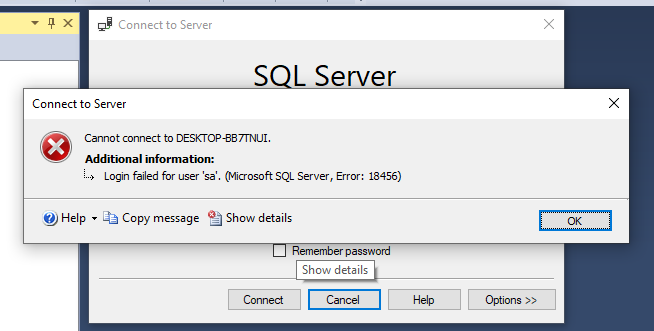 Connect to Server
SQL Server
Connect to Server
Cannot connect to DESKTOP-BB7TNUI.
Additional information:
Login failed for user 'sa'. (Microsoft SQL Server, Error: 18456)
Help Copy message Show details OK
Remember password
Show details
Connect Cancel Help Options >>